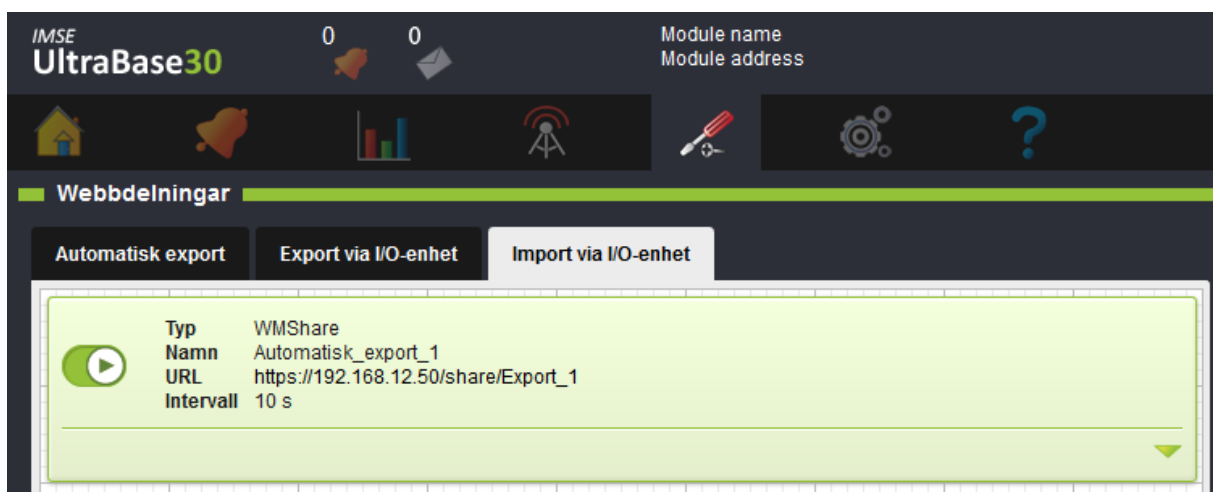 IMSE
UltraBase30
0 0
Module name
Module address
Webbdelningar
Automatisk export Export via I/O-enhet Import via I/O-enhet
Typ WMShare
Namn Automatisk_export_1
URL https://192.168.12.50/share/Export_1
Intervall 10 s